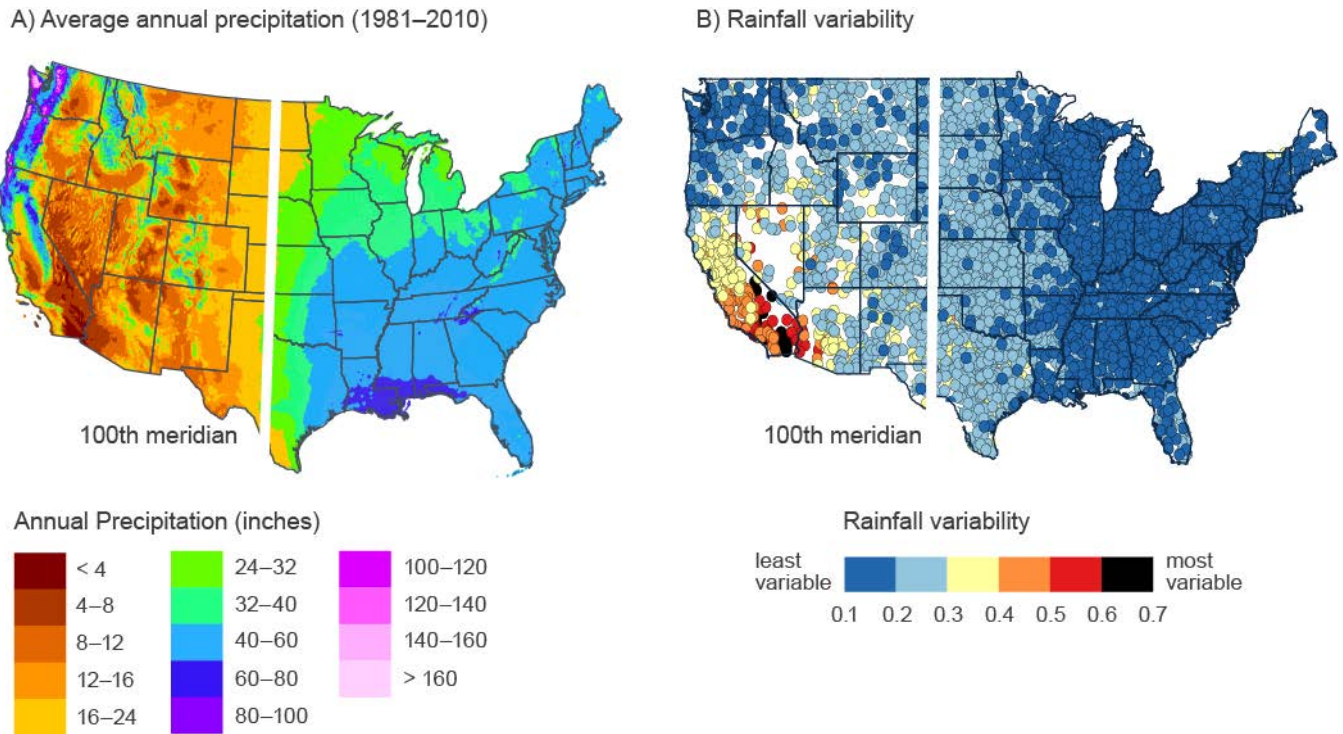 A) Average annual precipitation (1981–2010)
100th meridian
Annual Precipitation (inches)
< 4
4–8
8–12
12–16
16–24
24–32
32–40
40–60
60–80
80–100
100–120
120–140
140–160
> 160
B) Rainfall variability
100th meridian
Rainfall variability
least
variable
most
variable
0.1 0.2 0.3 0.4 0.5 0.6 0.7